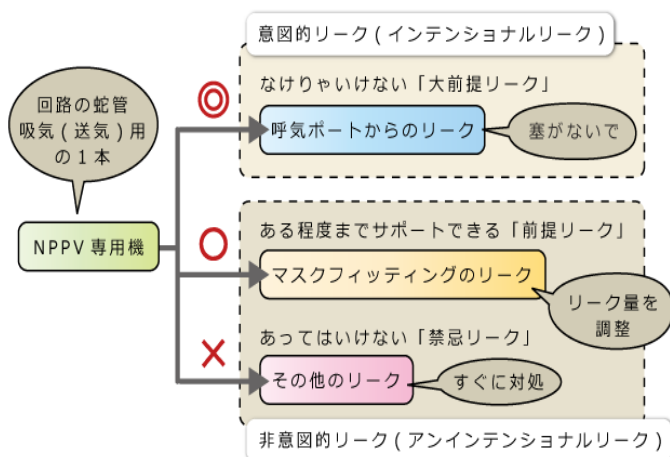 意図的リーク(インテンショナルリーク)
なけりゃいけない「大前提リーク」
回路の蛇管
吸気(送気)用
の1本
◎
呼気ポートからのリーク
塞がないで
NPPV専用機
ある程度までサポートできる「前提リーク」
○
マスクフィッティングのリーク
リーク量を
調整
あってはいけない「禁忌リーク」
×
その他のリーク
すぐに対処
非意図的リーク(アンインテンショナルリーク)